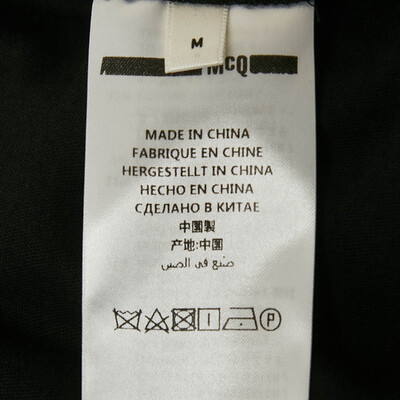 M
McQ
MADE IN CHINA
FABRIQUE EN CHINE
HERGESTELLT IN CHINA
HECHO EN CHINA
СДЕЛАНО В КИТАЕ
中國製
产地:中国
صنع في الصين
P